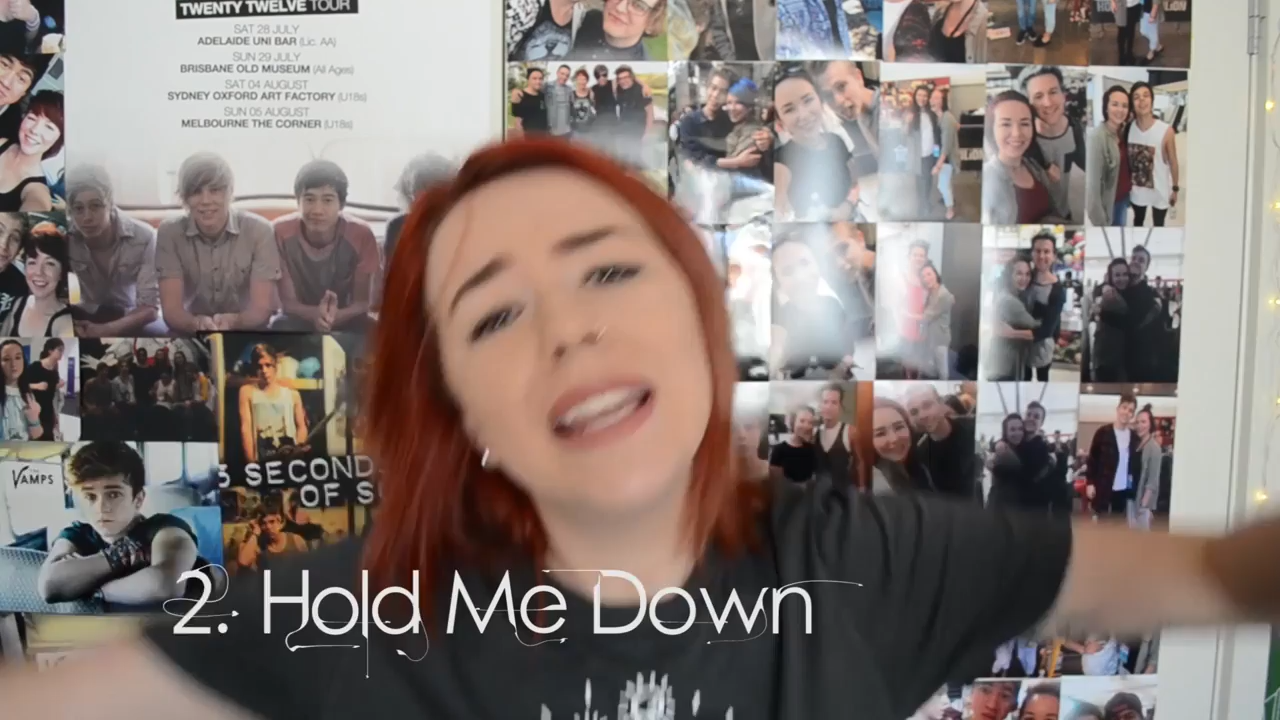 TWENTY TWELVE TOUR
SAT 28 JULY
ADELAIDE UNI BAR (Lic. AA)
SUN 29 JULY
BRISBANE OLD MUSEUM (All Ages)
SAT 04 AUGUST
SYDNEY OXFORD ART FACTORY (U18s)
SUN 05 AUGUST
MELBOURNE THE CORNER (U18s)
THE VAMPS
5 SECOND
OF S
2. Hold Me Down